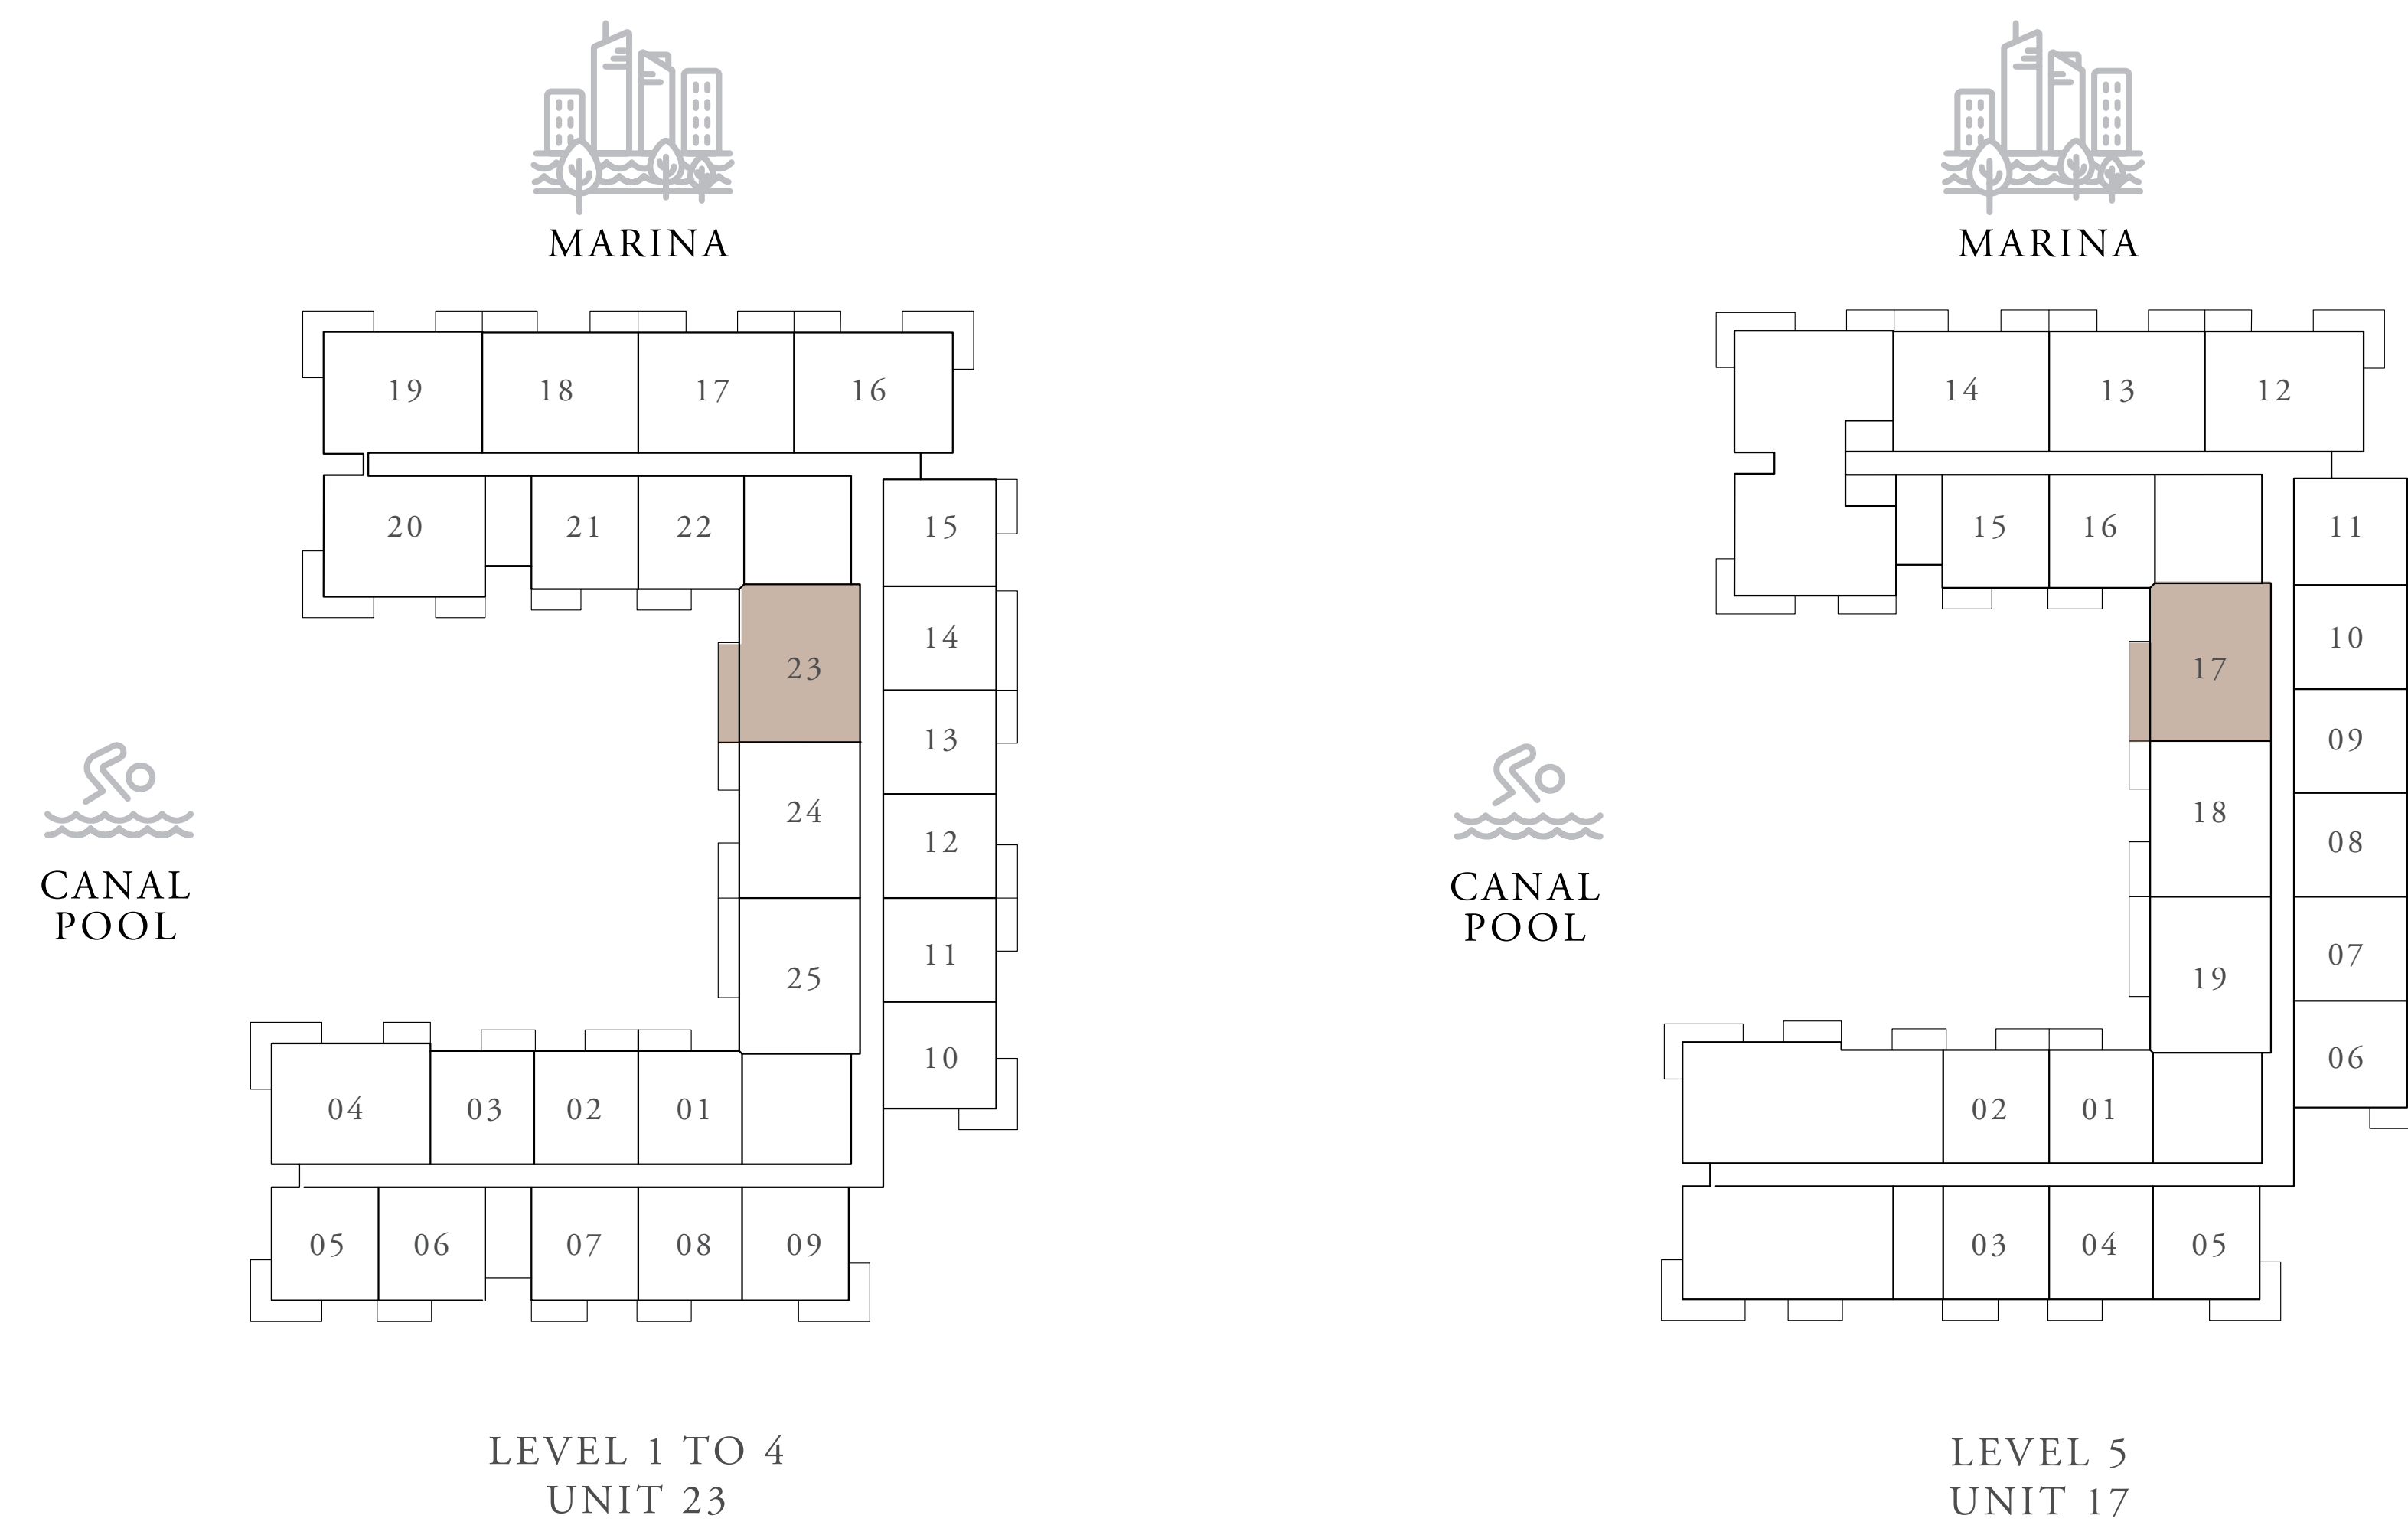 MARINA
19 18 17 16
20 21 22 15
14
23
13
24
12
CANAL
POOL
11
25
10
04 03 02 01
05 06 07 08 09
LEVEL 1 TO 4
UNIT 23
MARINA
14 13 12
15 16 11
10
17
09
18
08
CANAL
POOL
07
19
06
02 01
03 04 05
LEVEL 5
UNIT 17